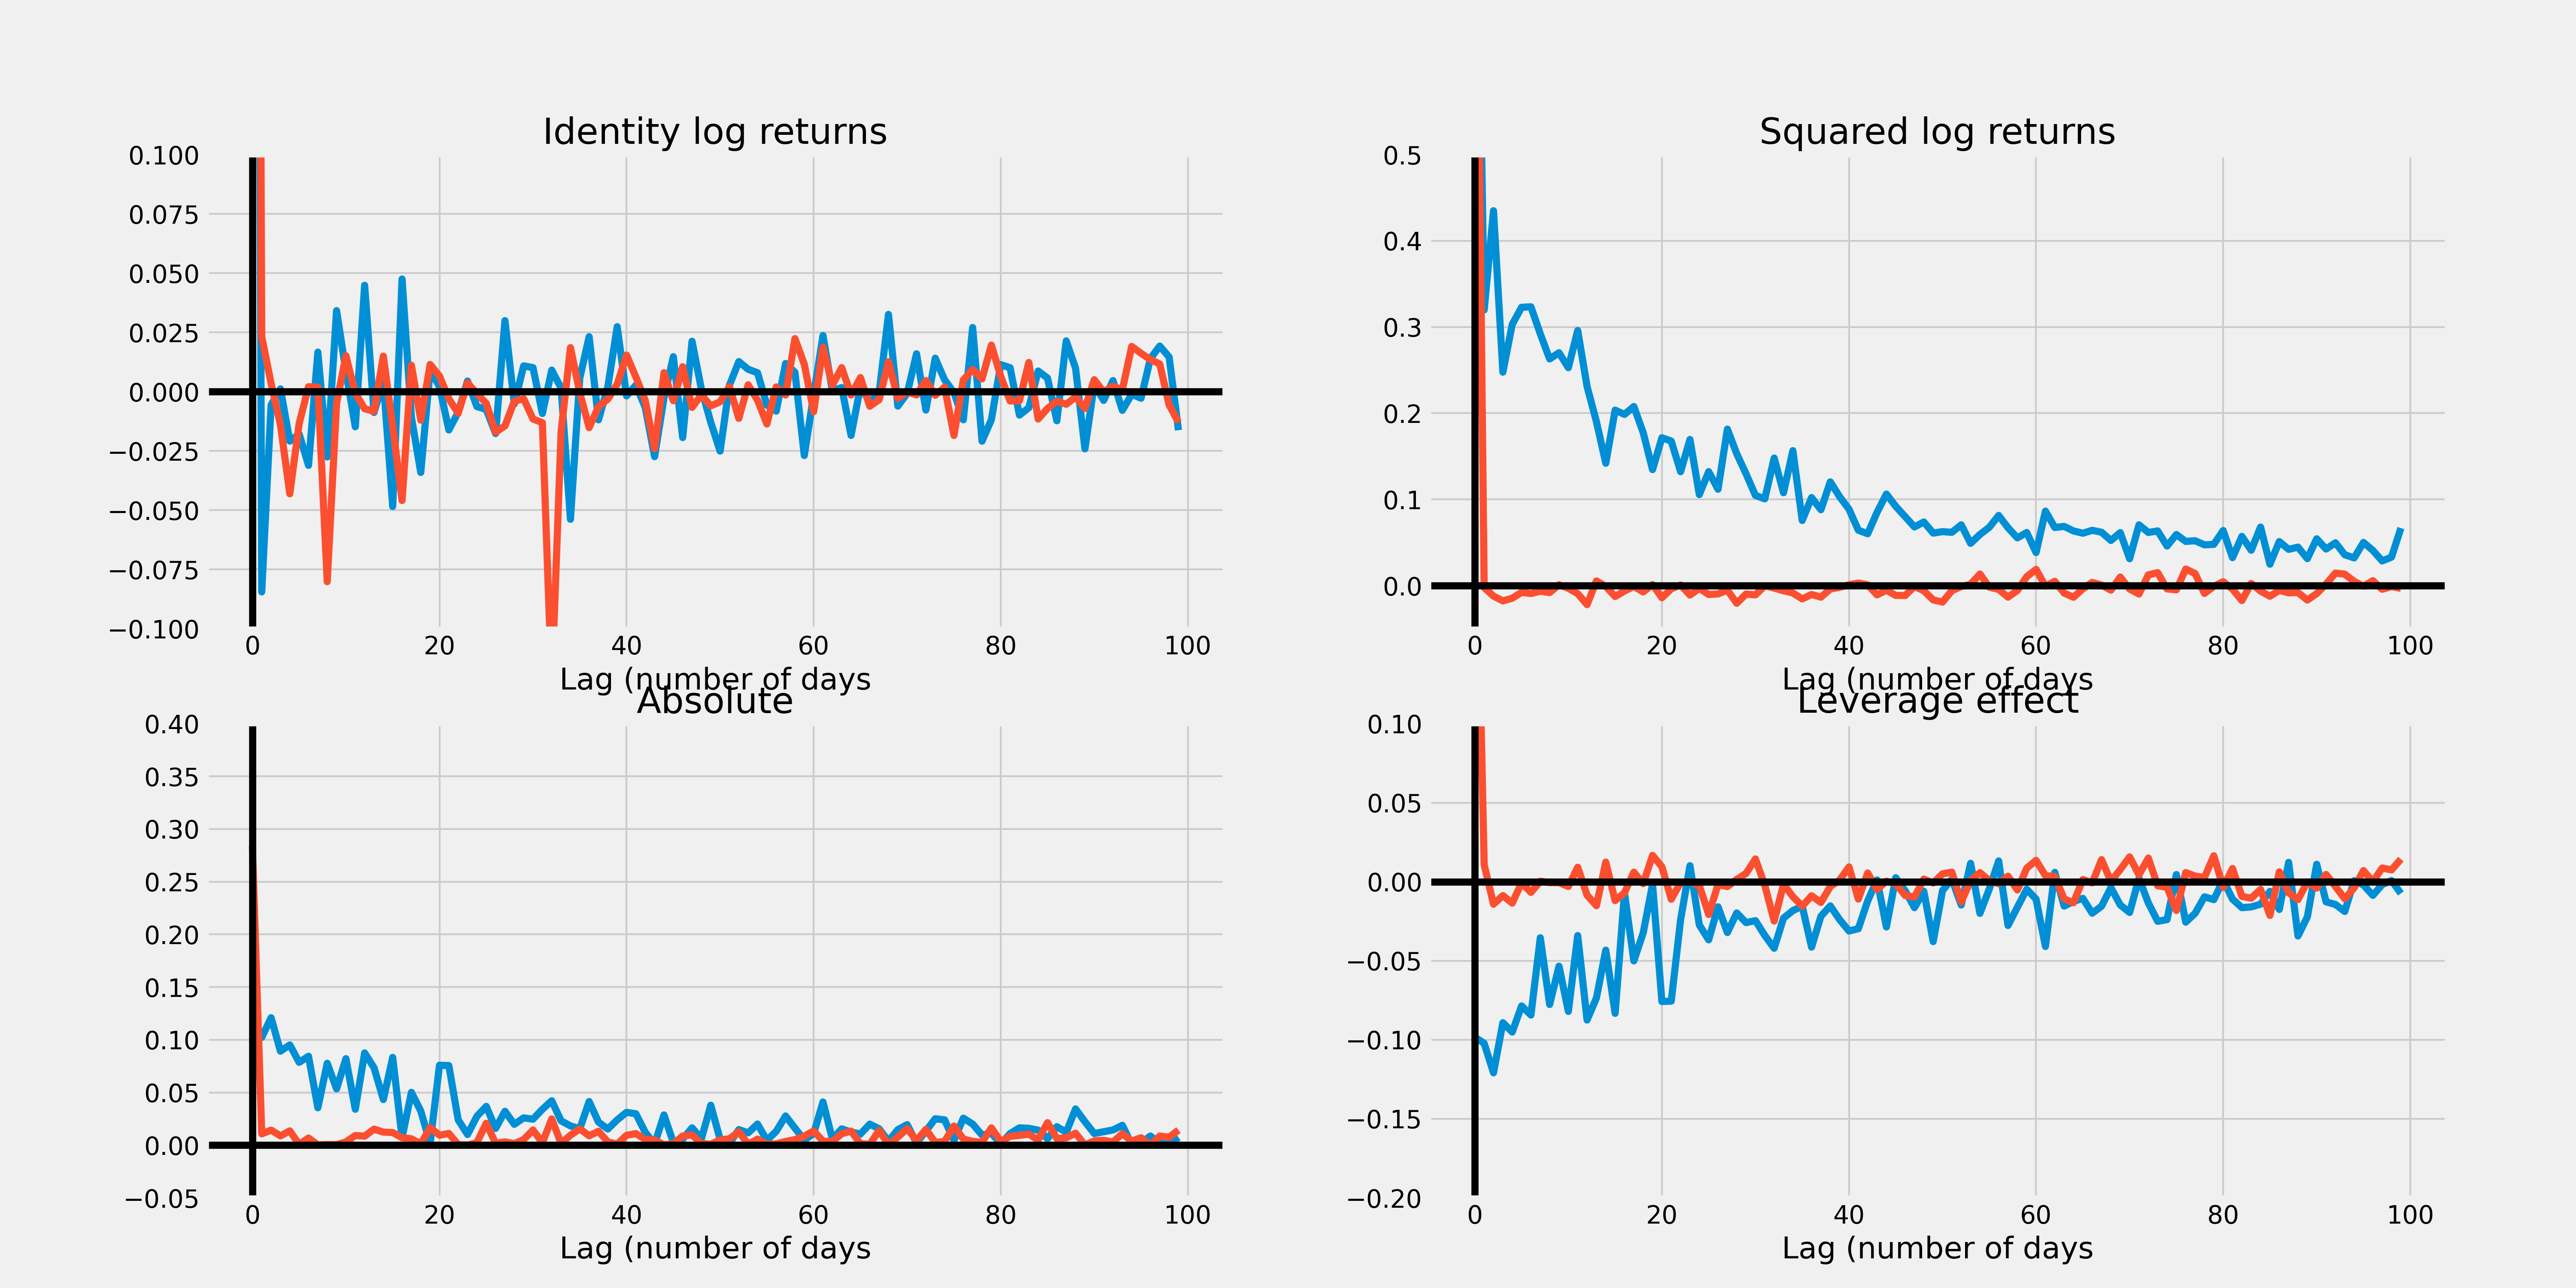 Identity log returns
0.100
0.075
0.050
0.025
0.000
−0.025
−0.050
−0.075
−0.100
0 20 40 60 80 100
Lag (number of days
Squared log returns
0.5
0.4
0.3
0.2
0.1
0.0
0 20 40 60 80 100
Lag (number of days
Absolute
0.40
0.35
0.30
0.25
0.20
0.15
0.10
0.05
0.00
−0.05
0 20 40 60 80 100
Lag (number of days
Leverage effect
0.10
0.05
0.00
−0.05
−0.10
−0.15
−0.20
0 20 40 60 80 100
Lag (number of days